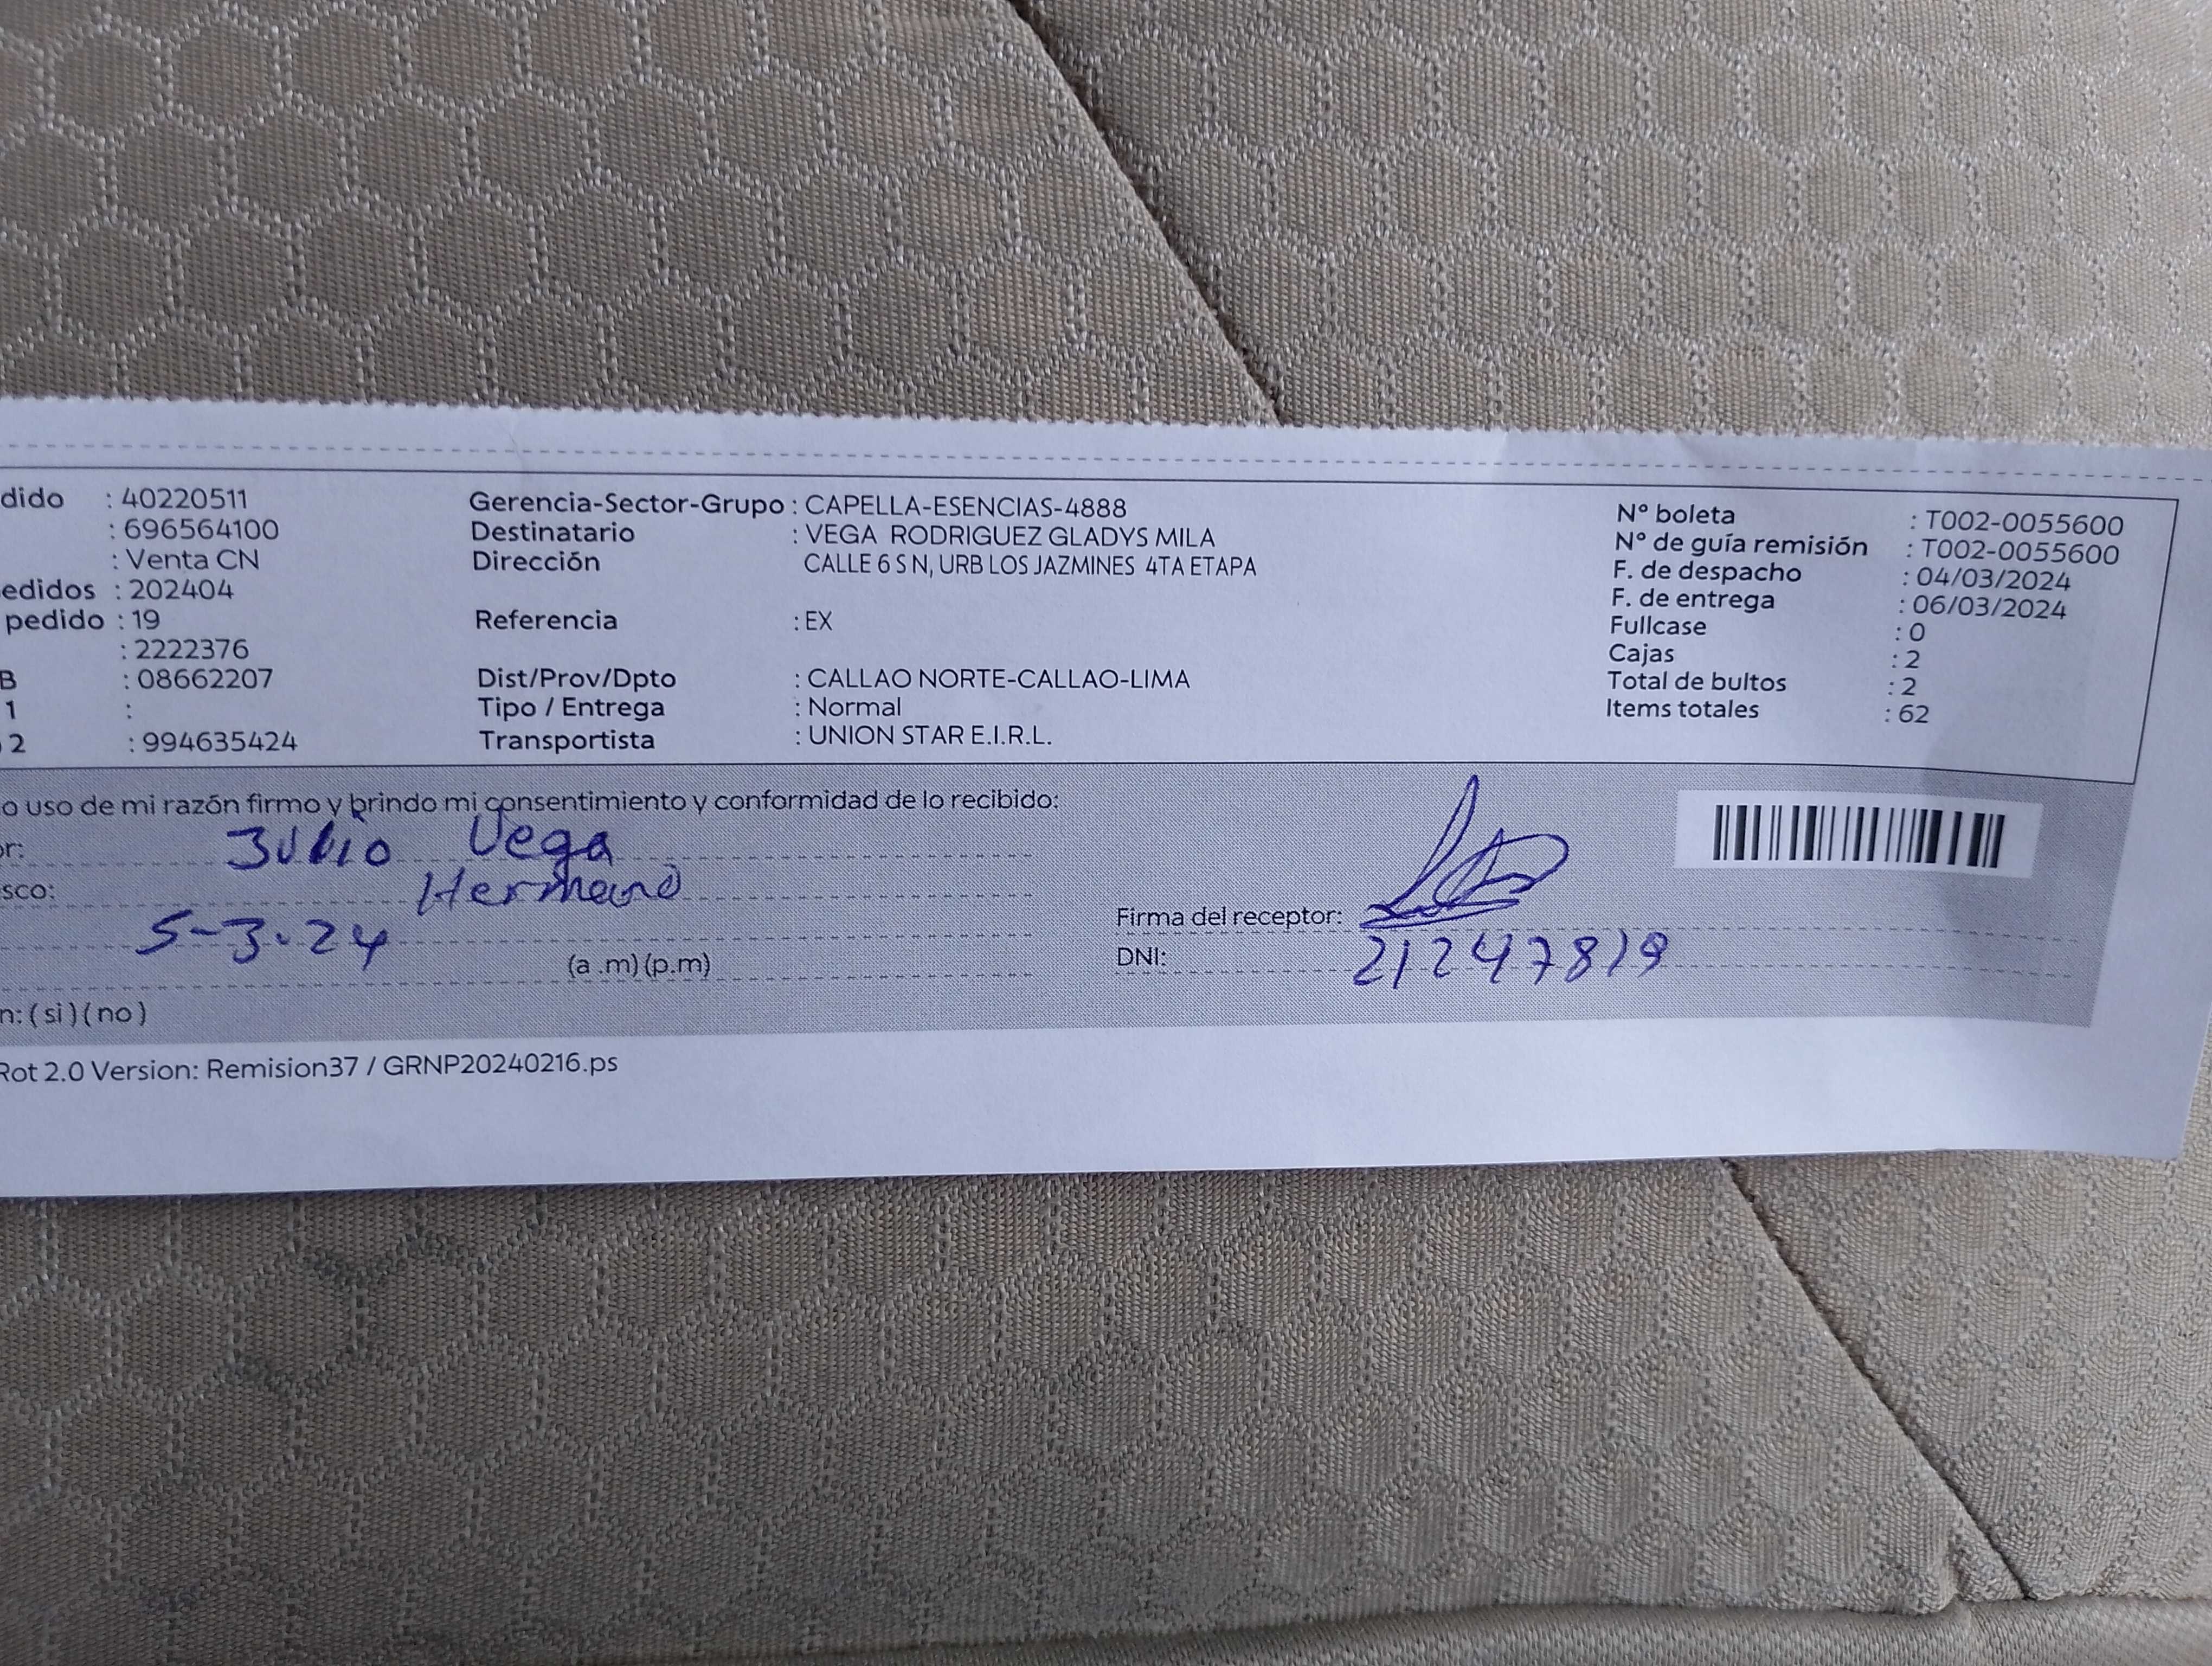 dido : 40220511
: 696564100
: Venta CN
edidos : 202404
pedido : 19
: 2222376
B : 08662207
1 :
2 : 994635424
Gerencia-Sector-Grupo : CAPELLA-ESENCIAS-4888
Destinatario : VEGA RODRIGUEZ GLADYS MILA
Dirección CALLE 6 S N, URB LOS JAZMINES 4TA ETAPA
Referencia : EX
Dist/Prov/Dpto : CALLAO NORTE-CALLAO-LIMA
Tipo / Entrega : Normal
Transportista : UNION STAR E.I.R.L.
N° boleta : T002-0055600
N° de guía remisión : T002-0055600
F. de despacho : 04/03/2024
F. de entrega : 06/03/2024
Fullcase : 0
Cajas : 2
Total de bultos : 2
Items totales : 62
o uso de mi razón firmo y brindo mi consentimiento y conformidad de lo recibido:
or: Julio Vega
sco: Hermano
5-3-24
(a .m) (p.m)
n: ( si ) ( no )
Firma del receptor:
DNI: 21247819
Rot 2.0 Version: Remision37 / GRNP20240216.ps